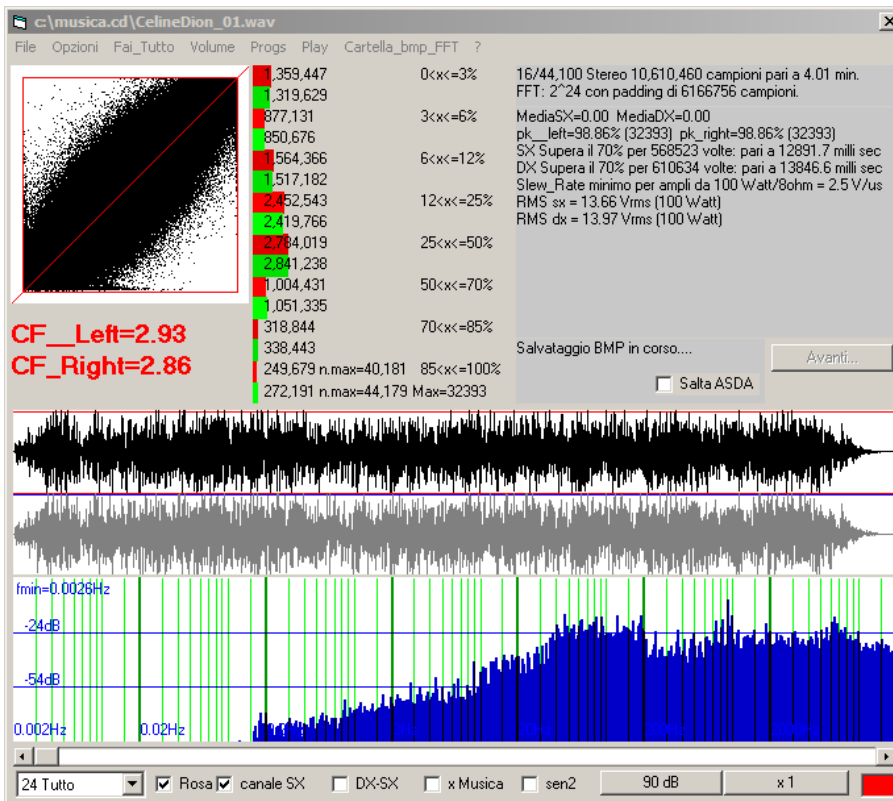 c:\musica.cd\CelineDion_01.wav
File Opzioni Fai_Tutto Volume Progs Play Cartella_bmp_FFT ?
1,359,447 0<x<=3%
1,319,629
877,131 3<x<=6%
850,676
1,564,366 6<x<=12%
1,517,182
2,452,543 12<x<=25%
2,419,766
2,784,019 25<x<=50%
2,841,238
1,004,431 50<x<=70%
1,051,335
318,844 70<x<=85%
338,443
249,679 n.max=40,181 85<x<=100%
272,191 n.max=44,179 Max=32393
CF__Left=2.93
CF_Right=2.86
16/44,100 Stereo 10,610,460 campioni pari a 4.01 min.
FFT: 2^24 con padding di 6166756 campioni.
MediaSX=0.00 MediaDX=0.00
pk__left=98.86% (32393) pk_right=98.86% (32393)
SX Supera il 70% per 568523 volte: pari a 12891.7 milli sec
DX Supera il 70% per 610634 volte: pari a 13846.6 milli sec
Slew_Rate minimo per ampli da 100 Watt/8ohm = 2.5 V/us
RMS sx = 13.66 Vrms (100 Watt)
RMS dx = 13.97 Vrms (100 Watt)
Salvataggio BMP in corso....
Avanti...
Salta ASDA
fmin=0.0026Hz
-24dB
-54dB
0.002Hz 0.02Hz
24 Tutto Rosa canale SX DX-SX x Musica sen2 90 dB x 1